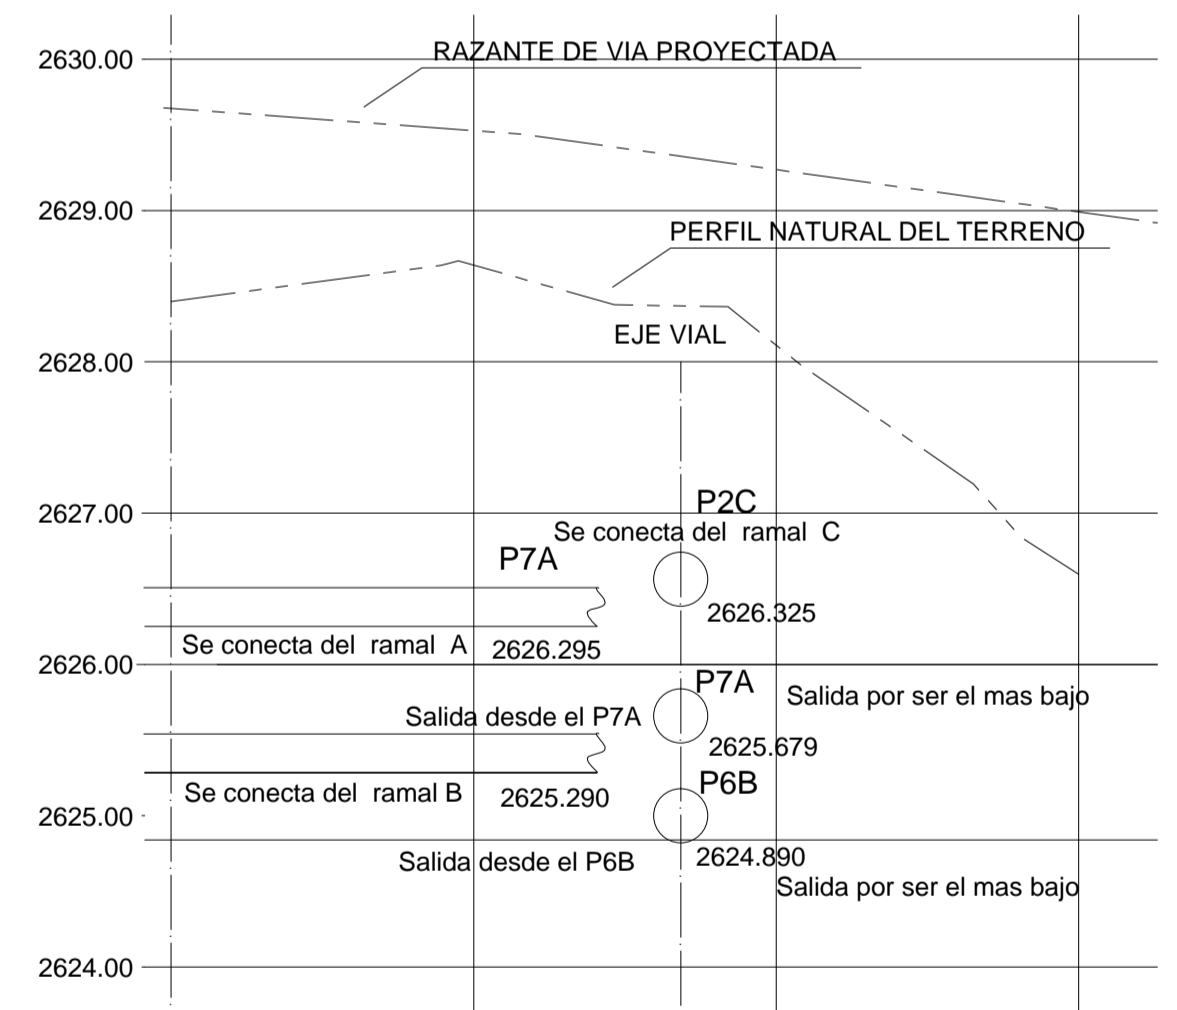 RAZANTE DE VIA PROYECTADA
2630.00
2629.00
PERFIL NATURAL DEL TERRENO
EJE VIAL
2628.00
P2C
2627.00
Se conecta del ramal C
P7A
2626.325
Se conecta del ramal A
2626.295
2626.00
P7A
Salida por ser el mas bajo
Salida desde el P7A
2625.679
P6B
Se conecta del ramal B
2625.290
2625.00
Salida desde el P6B
2624.890
Salida por ser el mas bajo
2624.00